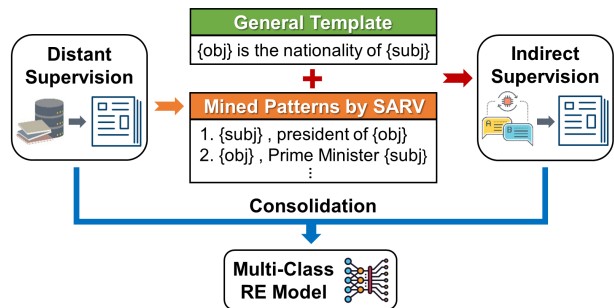 General Template
{obj} is the nationality of {subj}
Distant
Supervision
+
Mined Patterns by SARV
1. {subj} , president of {obj}
2. {obj} , Prime Minister {subj}
⋮
Indirect
Supervision
A
B
Consolidation
Multi-Class
RE Model